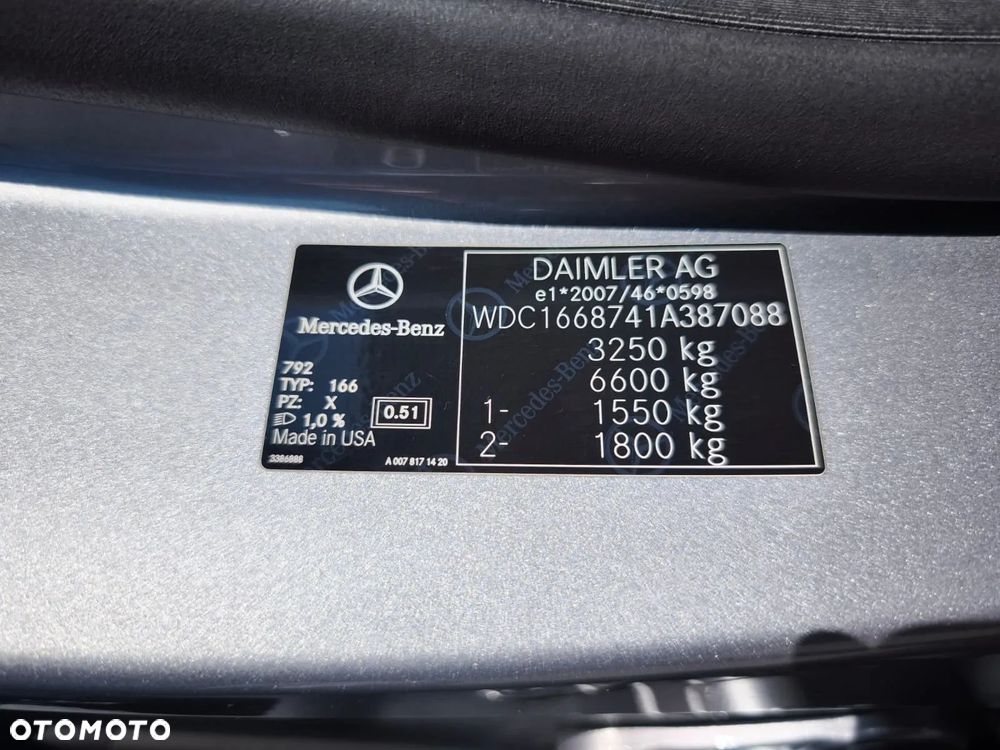 DAIMLER AG
e1*2007/46*0598
WDC1668741A387088
3250 kg
6600 kg
1- 1550 kg
2- 1800 kg
Mercedes-Benz
792
TYP: 166
PZ: X
1,0 %
0.51
Made in USA
3386888
A 007 817 14 20
OTOMOTO